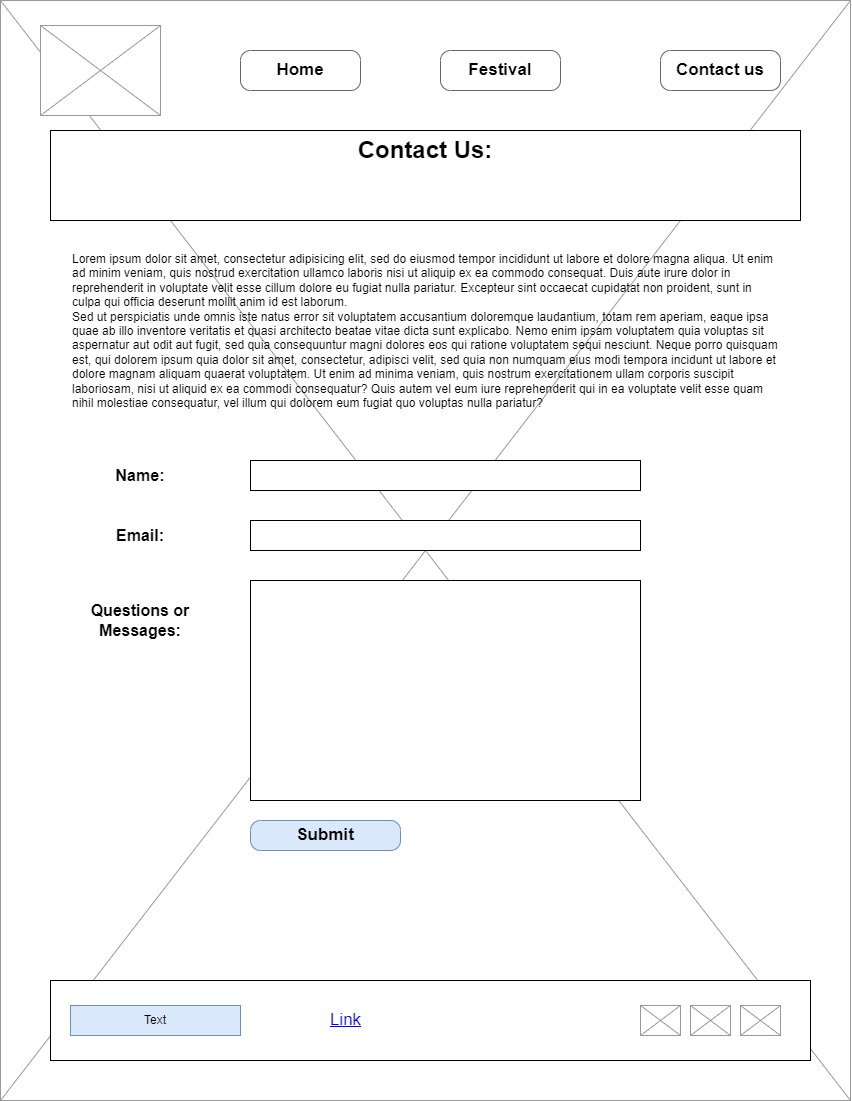 Home
Festival
Contact us
Contact Us:
Lorem ipsum dolor sit amet, consectetur adipisicing elit, sed do eiusmod tempor incididunt ut labore et dolore magna aliqua. Ut enim
ad minim veniam, quis nostrud exercitation ullamco laboris nisi ut aliquip ex ea commodo consequat. Duis aute irure dolor in
reprehenderit in voluptate velit esse cillum dolore eu fugiat nulla pariatur. Excepteur sint occaecat cupidatat non proident, sunt in
culpa qui officia deserunt mollit anim id est laborum.
Sed ut perspiciatis unde omnis iste natus error sit voluptatem accusantium doloremque laudantium, totam rem aperiam, eaque ipsa
quae ab illo inventore veritatis et quasi architecto beatae vitae dicta sunt explicabo. Nemo enim ipsam voluptatem quia voluptas sit
aspernatur aut odit aut fugit, sed quia consequuntur magni dolores eos qui ratione voluptatem sequi nesciunt. Neque porro quisquam
est, qui dolorem ipsum quia dolor sit amet, consectetur, adipisci velit, sed quia non numquam eius modi tempora incidunt ut labore et
dolore magnam aliquam quaerat voluptatem. Ut enim ad minima veniam, quis nostrum exercitationem ullam corporis suscipit
laboriosam, nisi ut aliquid ex ea commodi consequatur? Quis autem vel eum iure reprehenderit qui in ea voluptate velit esse quam
nihil molestiae consequatur, vel illum qui dolorem eum fugiat quo voluptas nulla pariatur?
Name:
Email:
Questions or
Messages:
Submit
Text
Link